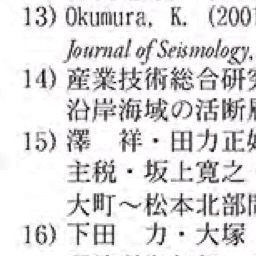 13) Okumura, K. (2001
Journal of Seismology,
14) 産業技術総合研究
沿岸海域の活断層
15) 澤　祥・田力正好
主税・坂上寛之
大町～松本北部間
16) 下田　力・大塚